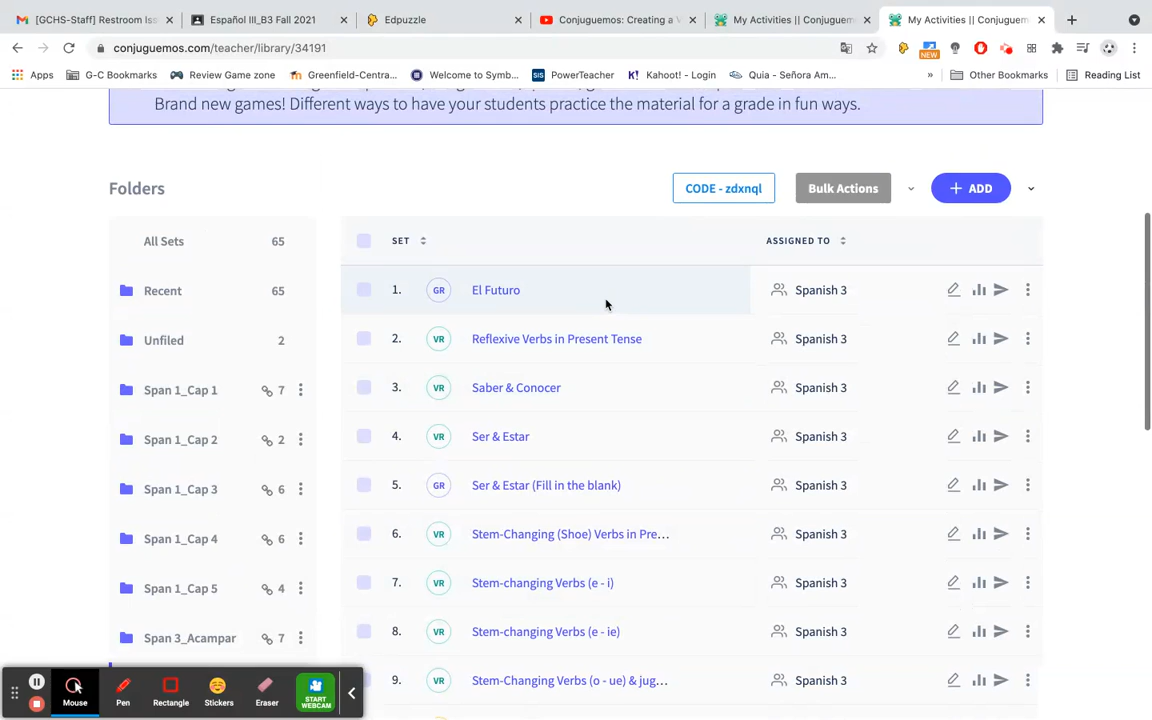 [GCHS-Staff] Restroom Iss
Español III_B3 Fall 2021
Edpuzzle
Conjuguemos: Creating a V
My Activities || Conjuguem
My Activities || Conjuguem
conjuguemos.com/teacher/library/34191
NEW
Apps
G-C Bookmarks
Review Game zone
Greenfield-Centra...
Welcome to Symb...
SIS
PowerTeacher
K! Kahoot! - Login
Quia - Señora Am...
»
Other Bookmarks
Reading List
Brand new games! Different ways to have your students practice the material for a grade in fun ways.
Folders
CODE - zdxnql
Bulk Actions
+ ADD
All Sets 65
SET
ASSIGNED TO
1. GR El Futuro Spanish 3
Recent 65
2. VR Reflexive Verbs in Present Tense Spanish 3
Unfiled 2
3. VR Saber & Conocer Spanish 3
Span 1_Cap 1 7
4. VR Ser & Estar Spanish 3
Span 1_Cap 2 2
5. GR Ser & Estar (Fill in the blank) Spanish 3
Span 1_Cap 3 6
6. VR Stem-Changing (Shoe) Verbs in Pre... Spanish 3
Span 1_Cap 4 6
7. VR Stem-changing Verbs (e - i) Spanish 3
Span 1_Cap 5 4
8. VR Stem-changing Verbs (e - ie) Spanish 3
Span 3_Acampar 7
9. VR Stem-Changing Verbs (o - ue) & jug... Spanish 3
Mouse
Pen
Rectangle
Stickers
Eraser
START
WEBCAM